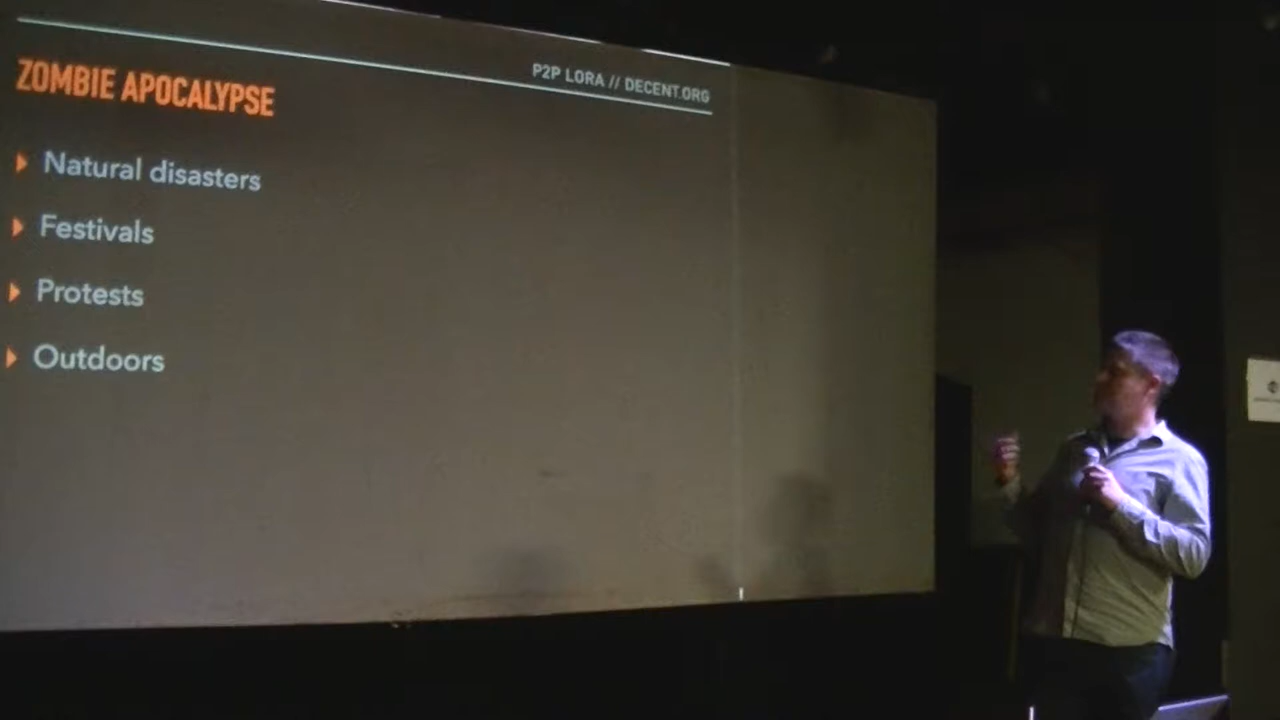 P2P LORA // DECENT.ORG
ZOMBIE APOCALYPSE
Natural disasters
Festivals
Protests
Outdoors